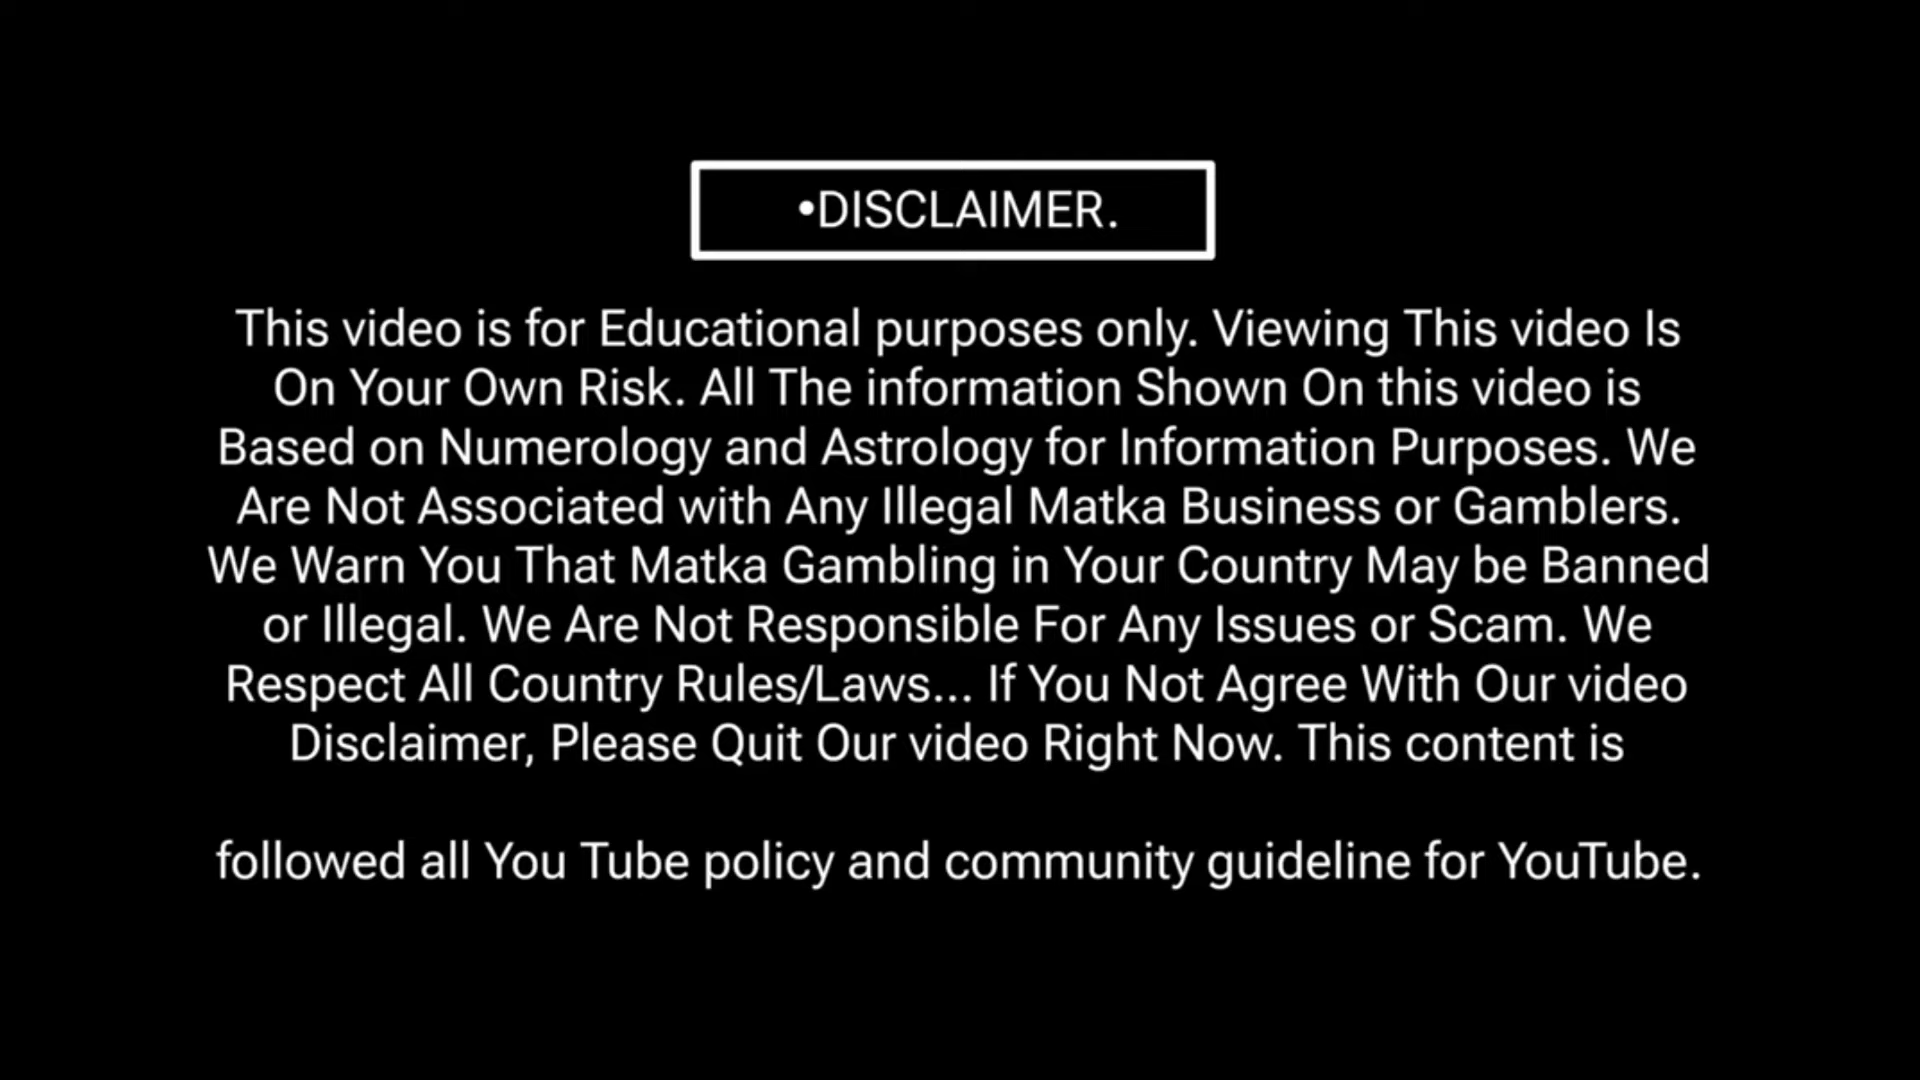 •DISCLAIMER.
This video is for Educational purposes only. Viewing This video Is
On Your Own Risk. All The information Shown On this video is
Based on Numerology and Astrology for Information Purposes. We
Are Not Associated with Any Illegal Matka Business or Gamblers.
We Warn You That Matka Gambling in Your Country May be Banned
or Illegal. We Are Not Responsible For Any Issues or Scam. We
Respect All Country Rules/Laws... If You Not Agree With Our video
Disclaimer, Please Quit Our video Right Now. This content is
followed all You Tube policy and community guideline for YouTube.